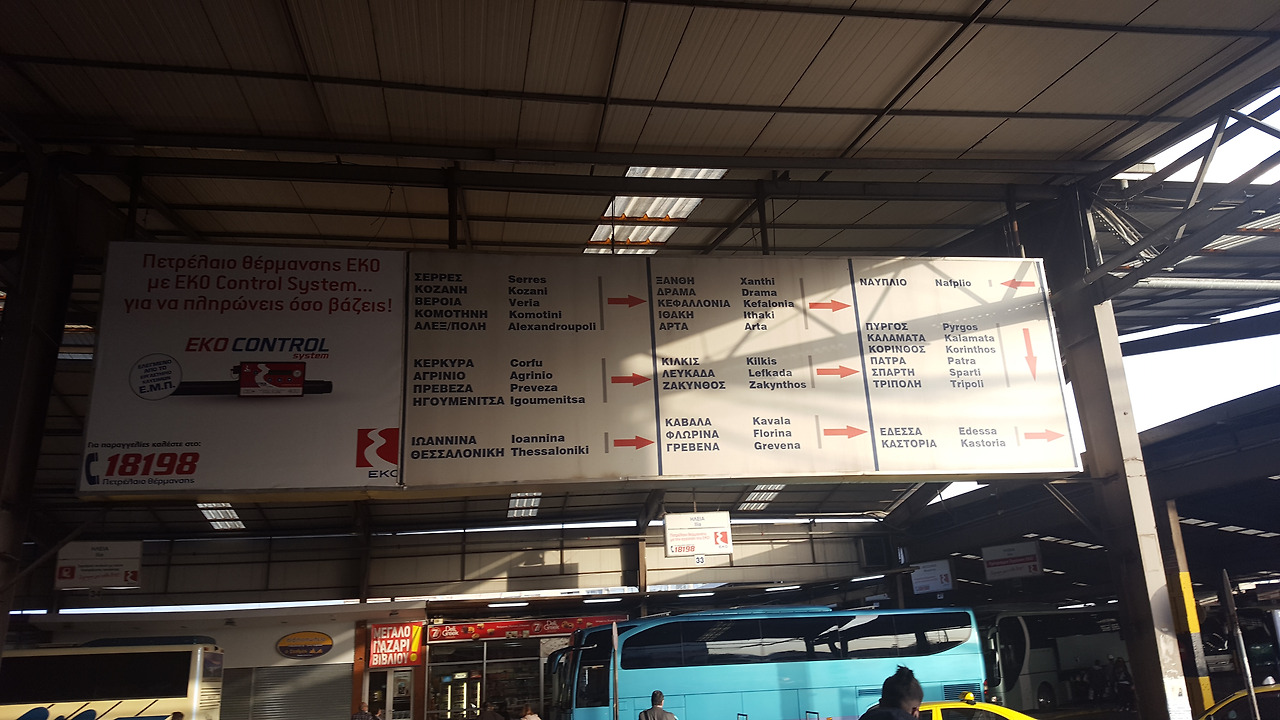 Πετρέλαιο θέρμανσης ΕΚΟ
με ΕΚΟ Control System...
για να πληρώνεις όσο βάζεις!
EKO CONTROL
system
Ε.Μ.Π.
Για παραγγελίες καλέστε στο:
18198
Πετρέλαιο θέρμανσης
EKO
ΣΕΡΡΕΣ Serres
ΚΟΖΑΝΗ Kozani
ΒΕΡΟΙΑ Veria
ΚΟΜΟΤΗΝΗ Komotini
ΑΛΕΞ/ΠΟΛΗ Alexandroupoli
ΚΕΡΚΥΡΑ Corfu
ΑΓΡΙΝΙΟ Agrinio
ΠΡΕΒΕΖΑ Preveza
ΗΓΟΥΜΕΝΙΤΣΑ Igoumenitsa
ΙΩΑΝΝΙΝΑ Ioannina
ΘΕΣΣΑΛΟΝΙΚΗ Thessaloniki
ΞΑΝΘΗ Xanthi
ΔΡΑΜΑ Drama
ΚΕΦΑΛΛΟΝΙΑ Kefalonia
ΙΘΑΚΗ Ithaki
ΑΡΤΑ Arta
ΚΙΛΚΙΣ Kilkis
ΛΕΥΚΑΔΑ Lefkada
ΖΑΚΥΝΘΟΣ Zakynthos
ΚΑΒΑΛΑ Kavala
ΦΛΩΡΙΝΑ Florina
ΓΡΕΒΕΝΑ Grevena
ΝΑΥΠΛΙΟ Nafplio
ΠΥΡΓΟΣ Pyrgos
ΚΑΛΑΜΑΤΑ Kalamata
ΚΟΡΙΝΘΟΣ Korinthos
ΠΑΤΡΑ Patra
ΣΠΑΡΤΗ Sparti
ΤΡΙΠΟΛΗ Tripoli
ΕΔΕΣΣΑ Edessa
ΚΑΣΤΟΡΙΑ Kastoria
ΗΛΕΙΑ
Ilia
18198
EKO
33
ΗΛΕΙΑ
ΜΕΓΑΛΟ
ΠΑΖΑΡΙ
ΒΙΒΛΙΟΥ